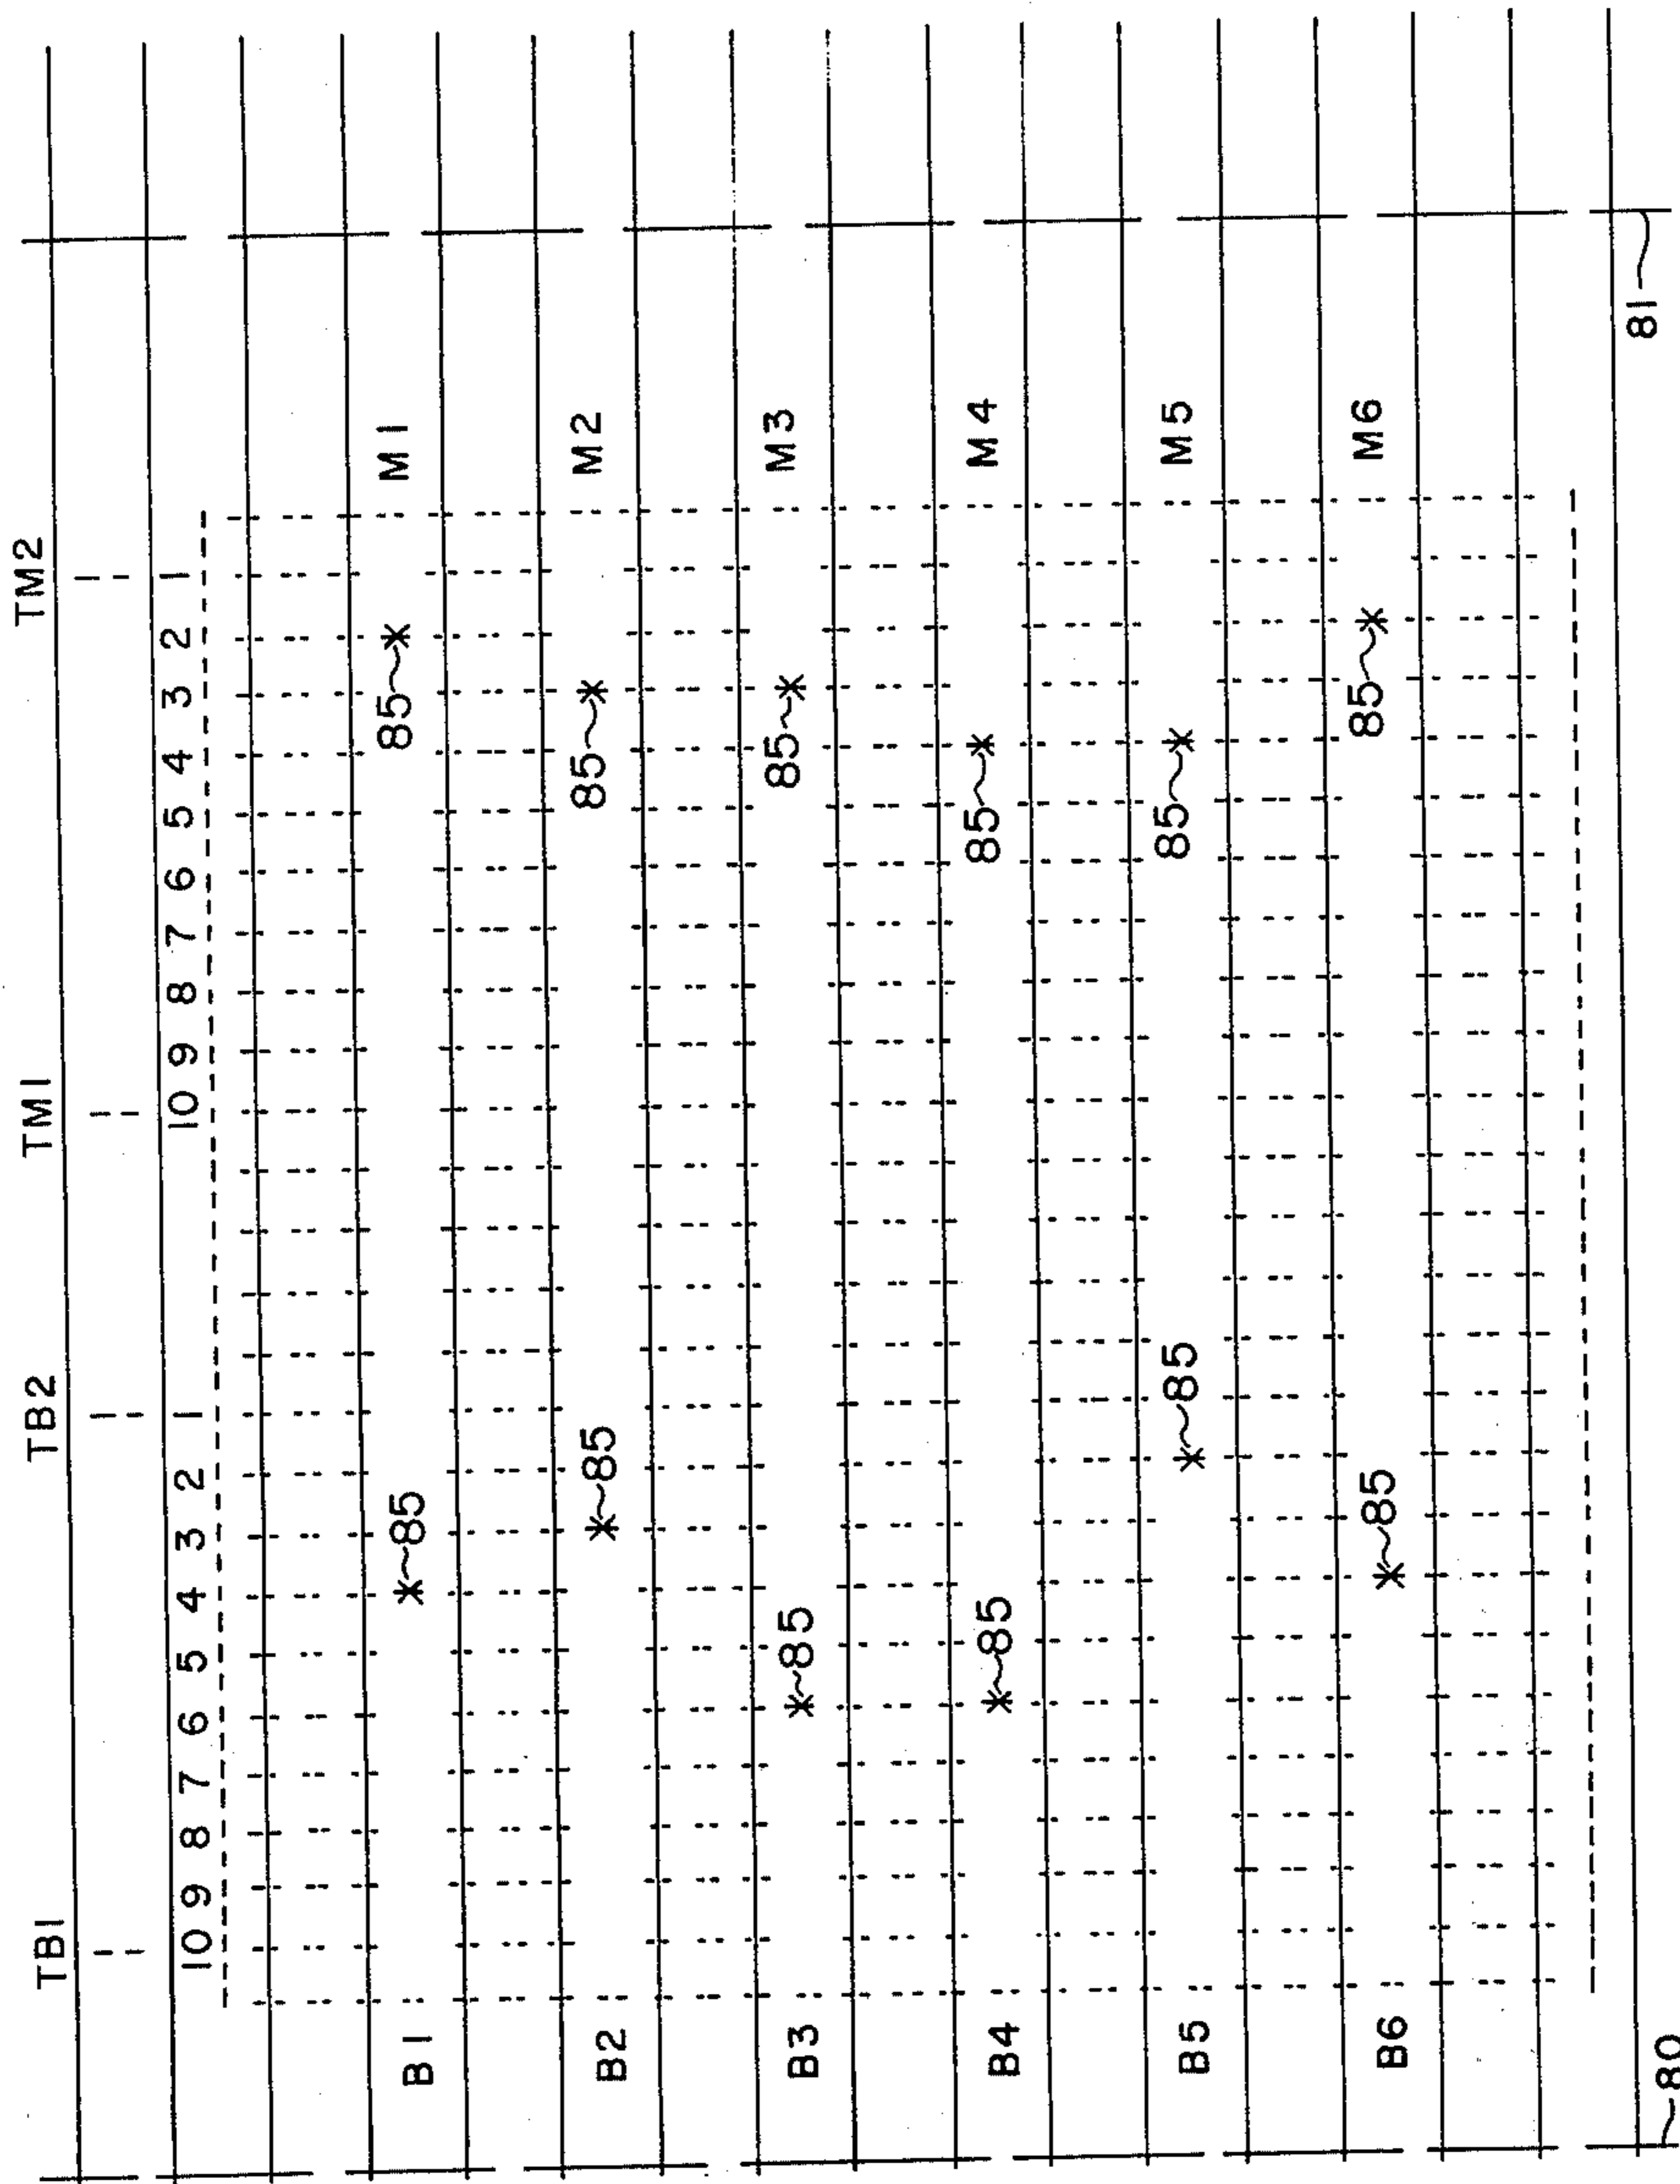 TB1 TB2 TM1 TM2
10 9 8 7 6 5 4 3 2 1 10 9 8 7 6 5 4 3 2 1
B1 *~85 85~* M1
B2 *~85 85~* M2
B3 *~85 85~* M3
B4 *~85 85~* M4
B5 *~85 85~* M5
B6 *~85 85~* M6
80 81